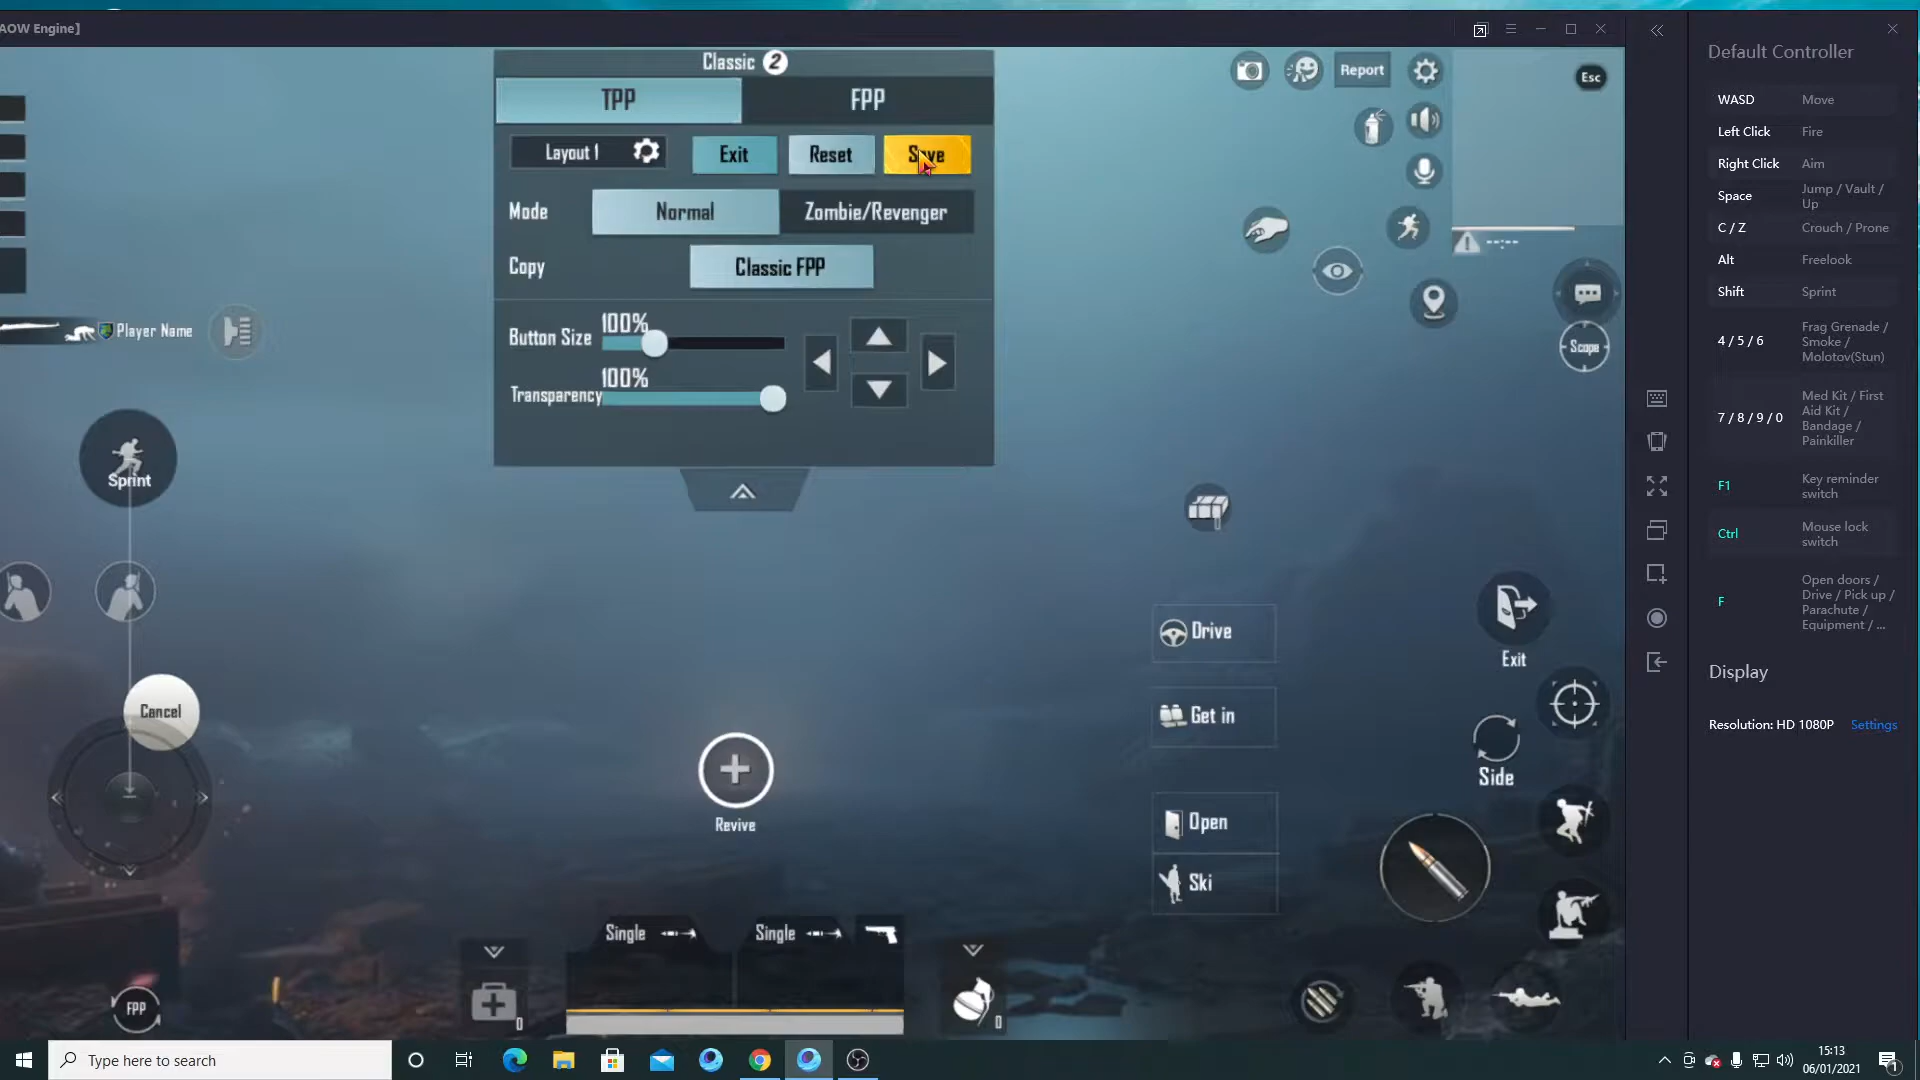 AOW Engine]
Classic 2
TPP
FPP
Layout 1
Exit
Reset
Save
Mode
Normal
Zombie/Revenger
Copy
Classic FPP
Button Size
100%
Transparency
100%
Report
Esc
Player Name
Scope
Sprint
Cancel
FPP
Revive
Drive
Get in
Open
Ski
Exit
Side
Single
Single
0
0
Default Controller
WASD Move
Left Click Fire
Right Click Aim
Space Jump / Vault /
Up
C / Z Crouch / Prone
Alt Freelook
Shift Sprint
4 / 5 / 6 Frag Grenade /
Smoke /
Molotov(Stun)
7 / 8 / 9 / 0 Med Kit / First
Aid Kit /
Bandage /
Painkiller
F1 Key reminder
switch
Ctrl Mouse lock
switch
F Open doors /
Drive / Pick up /
Parachute /
Equipment / ...
Display
Resolution: HD 1080P Settings
Type here to search
15:13
06/01/2021
1